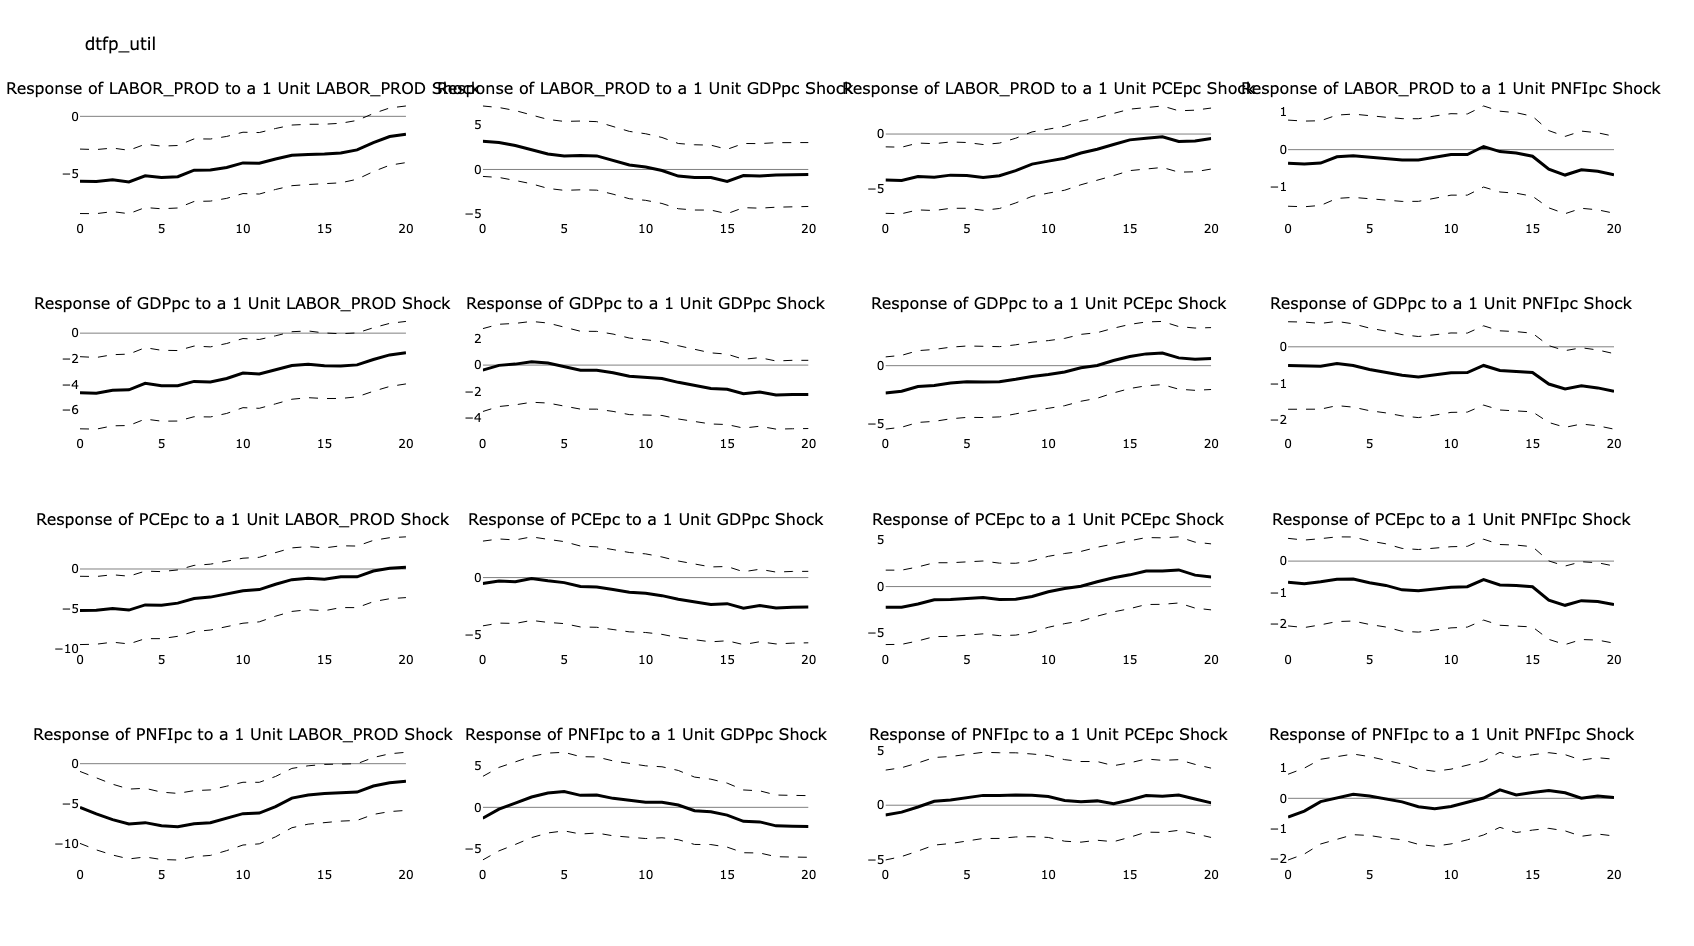 dtfp_util
Response of LABOR_PROD to a 1 Unit LABOR_PROD Shock
Response of LABOR_PROD to a 1 Unit GDPpc Shock
Response of LABOR_PROD to a 1 Unit PCEpc Shock
Response of LABOR_PROD to a 1 Unit PNFIpc Shock
0
−5
0 5 10 15 20
5
0
−5
0 5 10 15 20
0
−5
0 5 10 15 20
1
0
−1
0 5 10 15 20
Response of GDPpc to a 1 Unit LABOR_PROD Shock
Response of GDPpc to a 1 Unit GDPpc Shock
Response of GDPpc to a 1 Unit PCEpc Shock
Response of GDPpc to a 1 Unit PNFIpc Shock
0
−2
−4
−6
0 5 10 15 20
2
0
−2
−4
0 5 10 15 20
0
−5
0 5 10 15 20
0
−1
−2
0 5 10 15 20
Response of PCEpc to a 1 Unit LABOR_PROD Shock
Response of PCEpc to a 1 Unit GDPpc Shock
Response of PCEpc to a 1 Unit PCEpc Shock
Response of PCEpc to a 1 Unit PNFIpc Shock
0
−5
−10
0 5 10 15 20
0
−5
0 5 10 15 20
5
0
−5
0 5 10 15 20
0
−1
−2
0 5 10 15 20
Response of PNFIpc to a 1 Unit LABOR_PROD Shock
Response of PNFIpc to a 1 Unit GDPpc Shock
Response of PNFIpc to a 1 Unit PCEpc Shock
Response of PNFIpc to a 1 Unit PNFIpc Shock
0
−5
−10
0 5 10 15 20
5
0
−5
0 5 10 15 20
5
0
−5
0 5 10 15 20
1
0
−1
−2
0 5 10 15 20